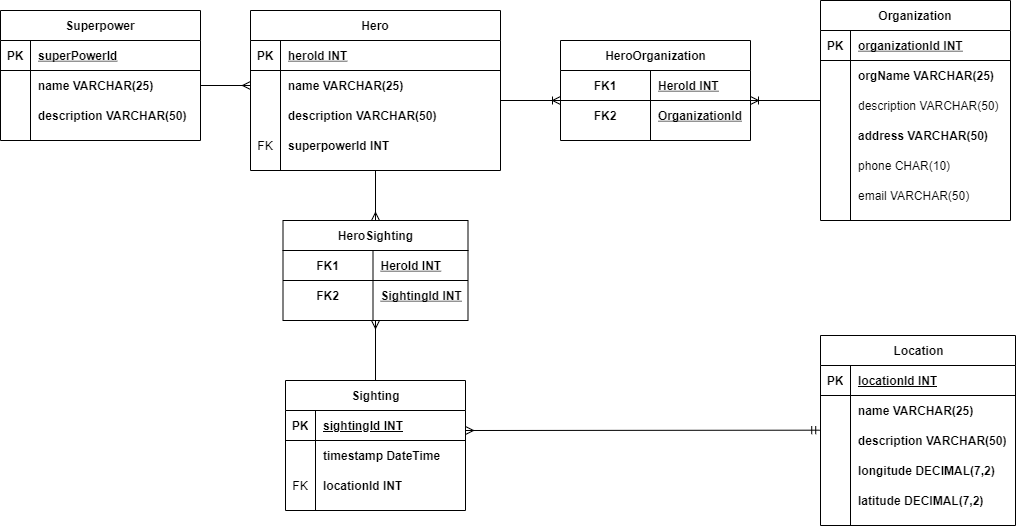 Superpower
PK superPowerId
name VARCHAR(25)
description VARCHAR(50)
Hero
PK heroId INT
name VARCHAR(25)
description VARCHAR(50)
FK superpowerId INT
HeroOrganization
FK1 HeroId INT
FK2 OrganizationId
Organization
PK organizationId INT
orgName VARCHAR(25)
description VARCHAR(50)
address VARCHAR(50)
phone CHAR(10)
email VARCHAR(50)
HeroSighting
FK1 HeroId INT
FK2 SightingId INT
Sighting
PK sightingId INT
timestamp DateTime
FK locationId INT
Location
PK locationId INT
name VARCHAR(25)
description VARCHAR(50)
longitude DECIMAL(7,2)
latitude DECIMAL(7,2)